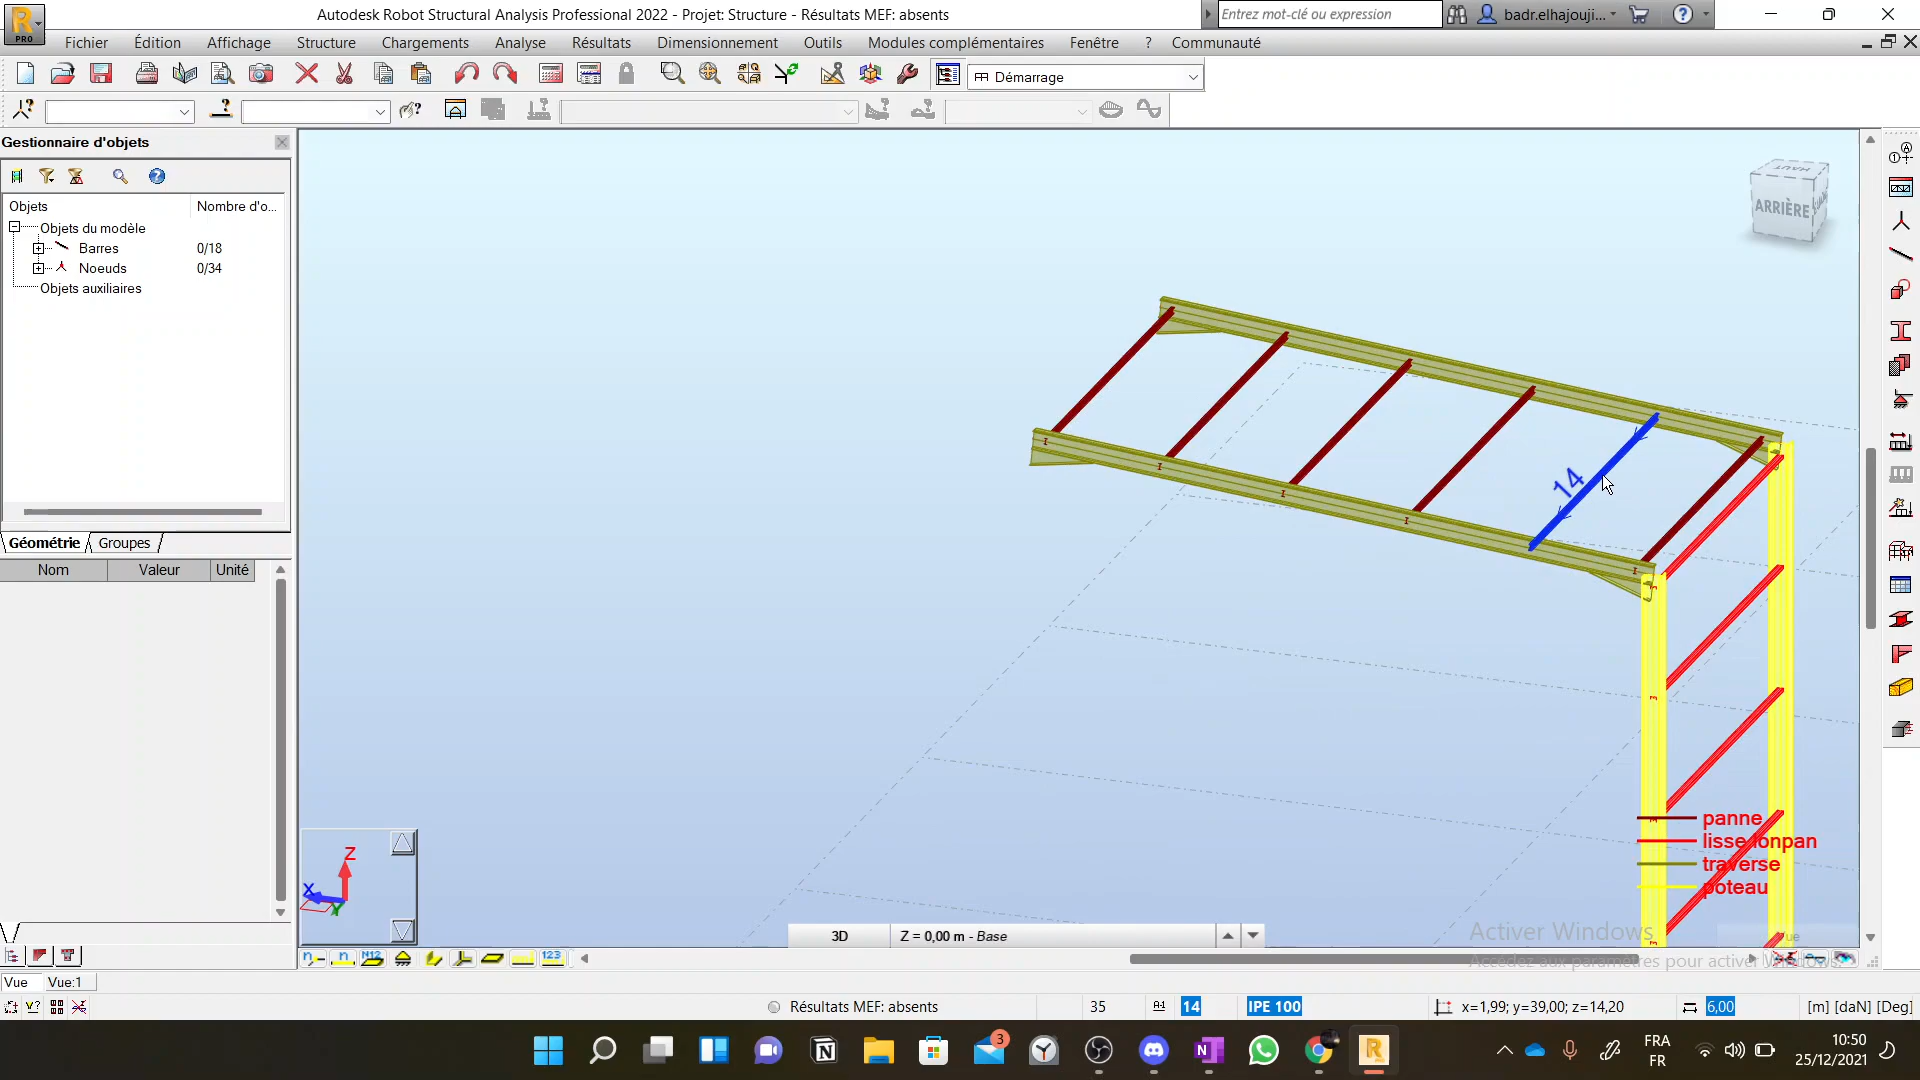 Autodesk Robot Structural Analysis Professional 2022 - Projet: Structure - Résultats MEF: absents
Entrez mot-clé ou expression
badr.elhajouji...
PRO
Fichier Édition Affichage Structure Chargements Analyse Résultats Dimensionnement Outils Modules complémentaires Fenêtre ? Communauté
Démarrage
Gestionnaire d'objets
Objets Nombre d'o...
Objets du modèle
Barres 0/18
Noeuds 0/34
Objets auxiliaires
Géométrie Groupes
Nom Valeur Unité
HAUT
ARRIÈRE
14
panne
lisse lonpan
traverse
poteau
Z
X
Y
3D Z = 0,00 m - Base
Activer Windows
Vue
Accédez aux paramètres pour activer Windows.
Vue Vue:1
Résultats MEF: absents 35 14 IPE 100 x=1,99; y=39,00; z=14,20 6,00 [m] [daN] [Deg]
3
FRA
FR
10:50
25/12/2021